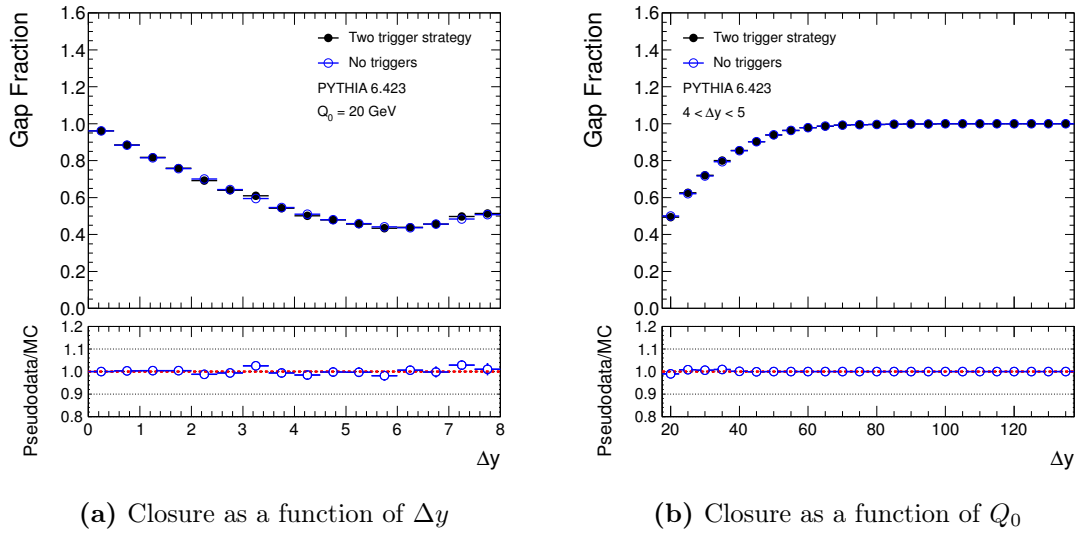 Gap Fraction
1.6
1.4
1.2
1.0
0.8
0.6
0.4
0.2
0.0
Two trigger strategy
No triggers
PYTHIA 6.423
Q₀ = 20 GeV
Pseudodata/MC
1.2
1.1
1.0
0.9
0.8
0 1 2 3 4 5 6 7 8
Δy
(a) Closure as a function of Δy
Gap Fraction
1.6
1.4
1.2
1.0
0.8
0.6
0.4
0.2
0.0
Two trigger strategy
No triggers
PYTHIA 6.423
4 < Δy < 5
Pseudodata/MC
1.2
1.1
1.0
0.9
0.8
20 40 60 80 100 120
Δy
(b) Closure as a function of Q₀